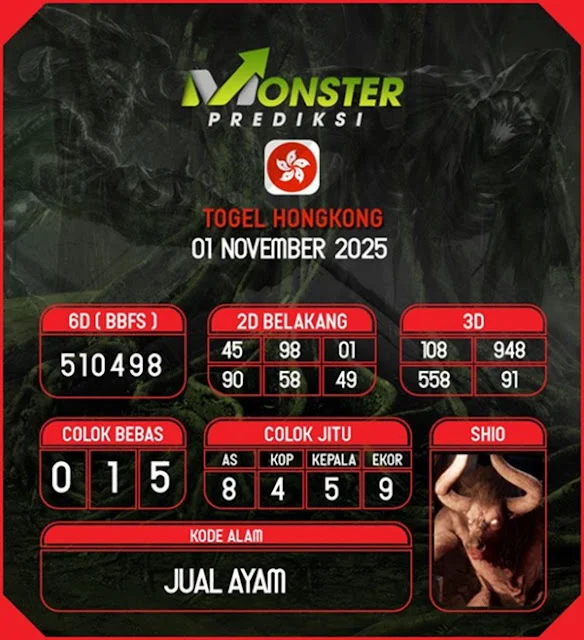 MONSTER
PREDIKSI
TOGEL HONGKONG
01 NOVEMBER 2025
6D ( BBFS )
510498
2D BELAKANG
45 98 01
90 58 49
3D
108 948
558 91
COLOK BEBAS
0 1 5
COLOK JITU
AS KOP KEPALA EKOR
8 4 5 9
SHIO
KODE ALAM
JUAL AYAM